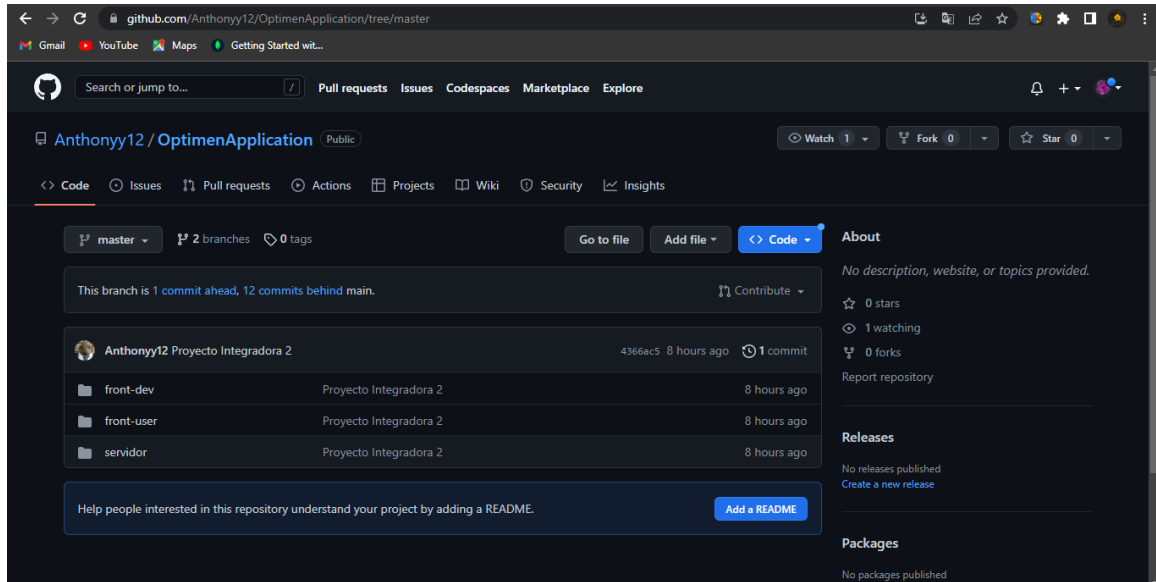 github.com/Anthonyy12/OptimenApplication/tree/master
Gmail YouTube Maps Getting Started wit...
Search or jump to... / Pull requests Issues Codespaces Marketplace Explore
Anthonyy12 / OptimenApplication Public Watch 1 Fork 0 Star 0
Code Issues Pull requests Actions Projects Wiki Security Insights
master 2 branches 0 tags Go to file Add file <> Code
This branch is 1 commit ahead, 12 commits behind main. Contribute
Anthonyy12 Proyecto Integradora 2 4366ac5 8 hours ago 1 commit
front-dev Proyecto Integradora 2 8 hours ago
front-user Proyecto Integradora 2 8 hours ago
servidor Proyecto Integradora 2 8 hours ago
Help people interested in this repository understand your project by adding a README. Add a README
About
No description, website, or topics provided.
0 stars
1 watching
0 forks
Report repository
Releases
No releases published
Create a new release
Packages
No packages published